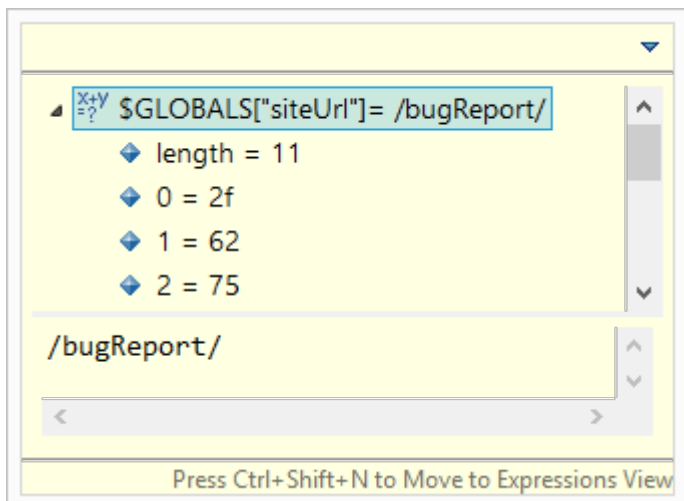 x+y
=?
$GLOBALS["siteUrl"]= /bugReport/
length = 11
0 = 2f
1 = 62
2 = 75
/bugReport/
Press Ctrl+Shift+N to Move to Expressions View